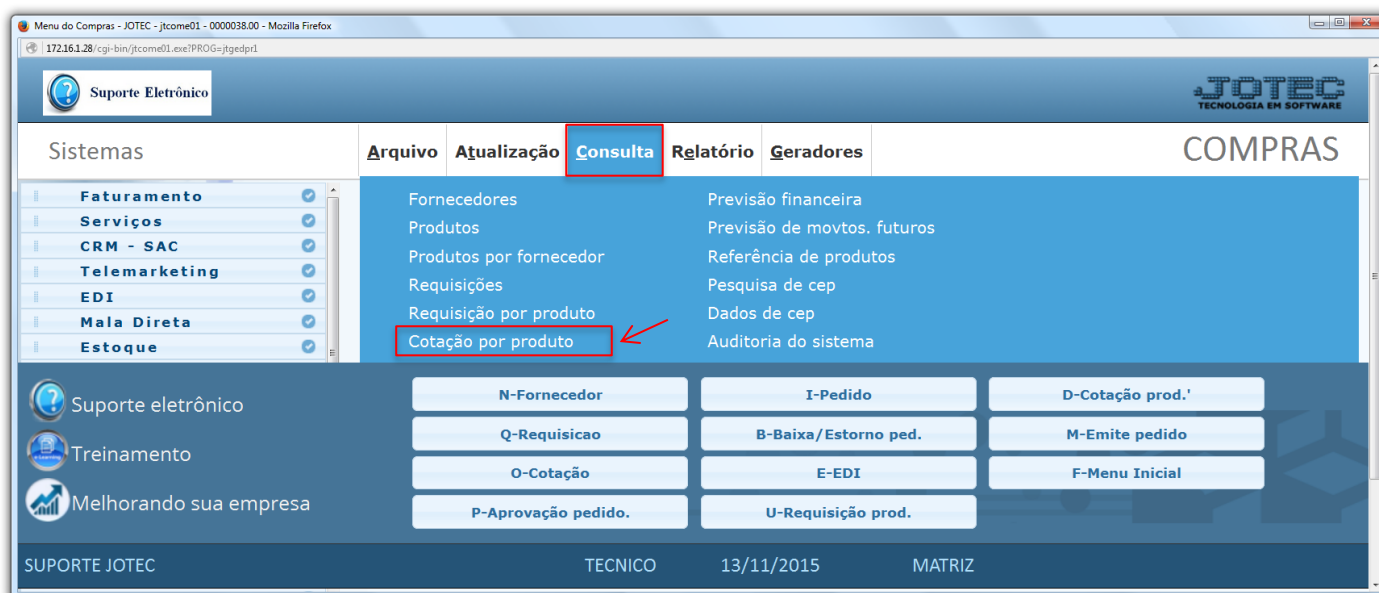 Menu do Compras - JOTEC - jtcome01 - 0000038.00 - Mozilla Firefox
172.16.1.28/cgi-bin/jtcome01.exe?PROG=jtgedpr1
Suporte Eletrônico
JOTEC
TECNOLOGIA EM SOFTWARE
Sistemas
Arquivo Atualização Consulta Relatório Geradores
COMPRAS
Faturamento
Serviços
CRM - SAC
Telemarketing
EDI
Mala Direta
Estoque
Fornecedores
Produtos
Produtos por fornecedor
Requisições
Requisição por produto
Cotação por produto
Previsão financeira
Previsão de movtos. futuros
Referência de produtos
Pesquisa de cep
Dados de cep
Auditoria do sistema
Suporte eletrônico
Treinamento
Melhorando sua empresa
N-Fornecedor I-Pedido D-Cotação prod.'
Q-Requisicao B-Baixa/Estorno ped. M-Emite pedido
O-Cotação E-EDI F-Menu Inicial
P-Aprovação pedido. U-Requisição prod.
SUPORTE JOTEC TECNICO 13/11/2015 MATRIZ